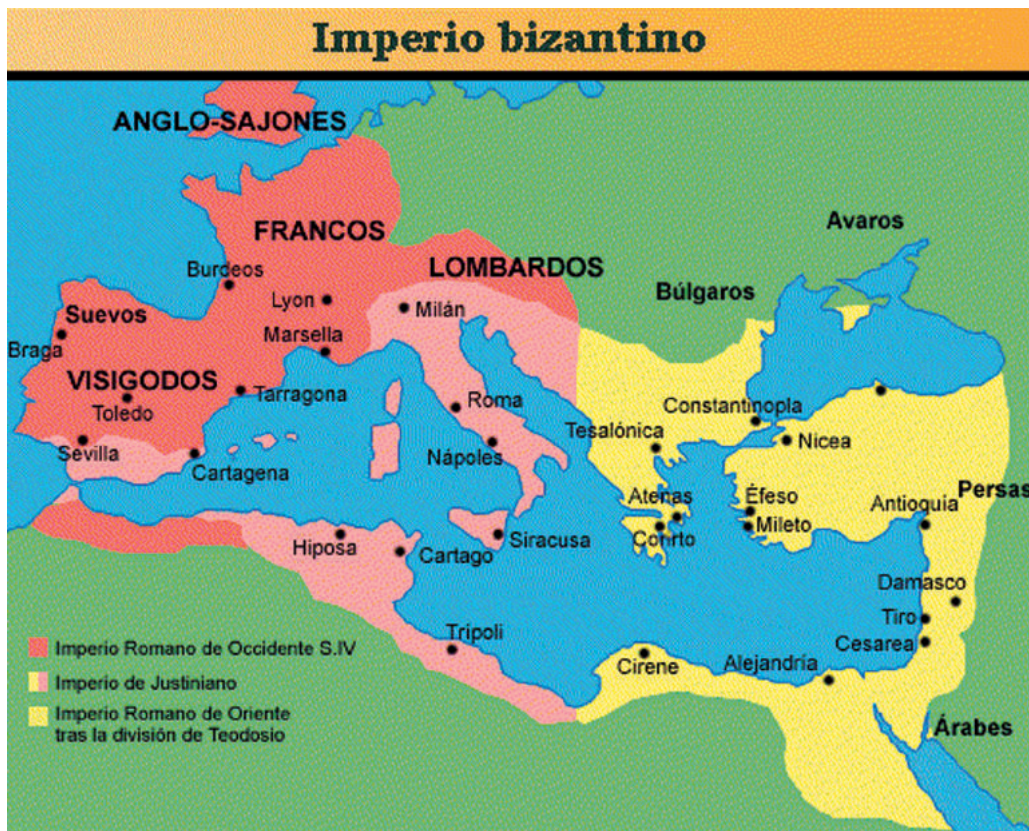 Imperio bizantino
ANGLO-SAJONES
FRANCOS
Avaros
Burdeos
LOMBARDOS
Búlgaros
Lyon
Milán
Suevos
Marsella
Braga
VISIGODOS
Tarragona
Roma
Toledo
Constantinopla
Tesalónica
Nicea
Sevilla
Nápoles
Cartagena
Atenas
Éfeso
Antioquía
Persas
Mileto
Corirto
Siracusa
Hiposa
Cartago
Damasco
Tiro
Trípoli
Cesarea
Cirene
Alejandría
Árabes
Imperio Romano de Occidente S.IV
Imperio de Justiniano
Imperio Romano de Oriente
tras la división de Teodosio